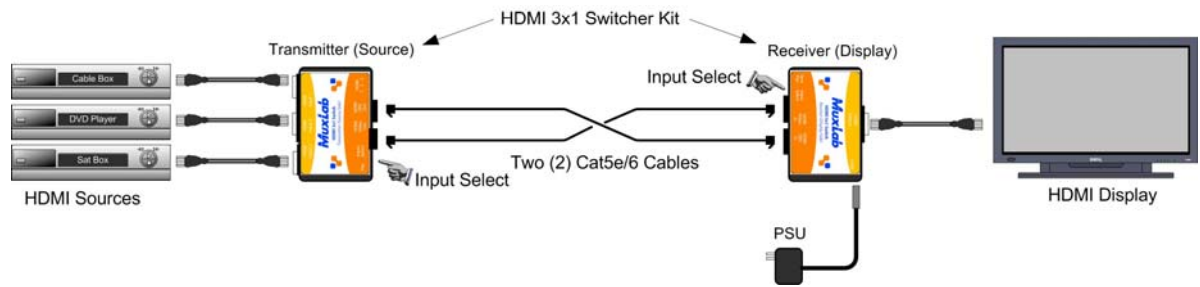 HDMI 3x1 Switcher Kit
Transmitter (Source)
Receiver (Display)
Cable Box
DVD Player
Sat Box
HDMI Sources
MuxLab
Input Select
Two (2) Cat5e/6 Cables
Input Select
MuxLab
PSU
HDMI Display